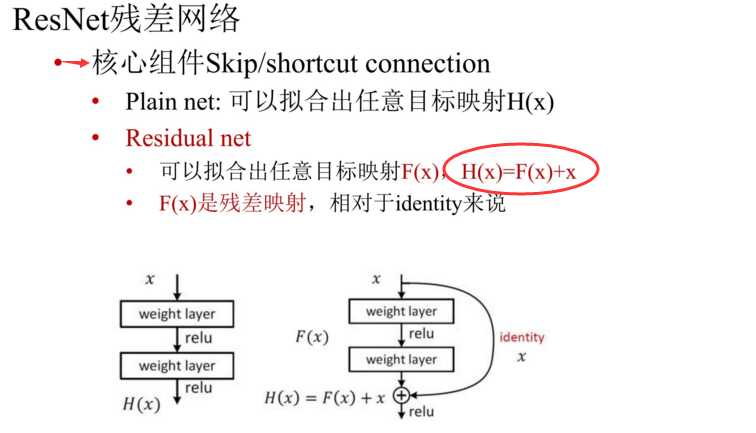 ResNet残差网络
核心组件Skip/shortcut connection
Plain net: 可以拟合出任意目标映射H(x)
Residual net
可以拟合出任意目标映射F(x), H(x)=F(x)+x
F(x)是残差映射，相对于identity来说
x
weight layer
relu
weight layer
relu
H(x)
x
weight layer
F(x)
relu
identity
x
weight layer
H(x) = F(x) + x
relu